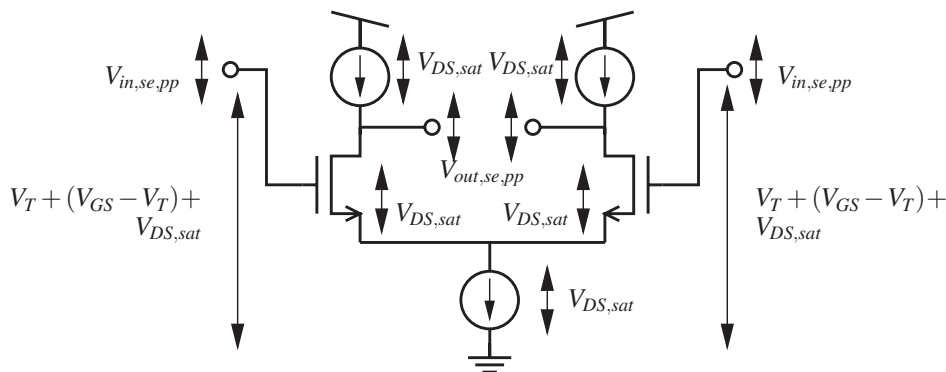 V_{DS,sat}
V_{DS,sat}
V_{in,se,pp}
V_{in,se,pp}
V_{out,se,pp}
V_T + (V_{GS} − V_T) +
V_{DS,sat}
V_{DS,sat}
V_{DS,sat}
V_T + (V_{GS} − V_T) +
V_{DS,sat}
V_{DS,sat}